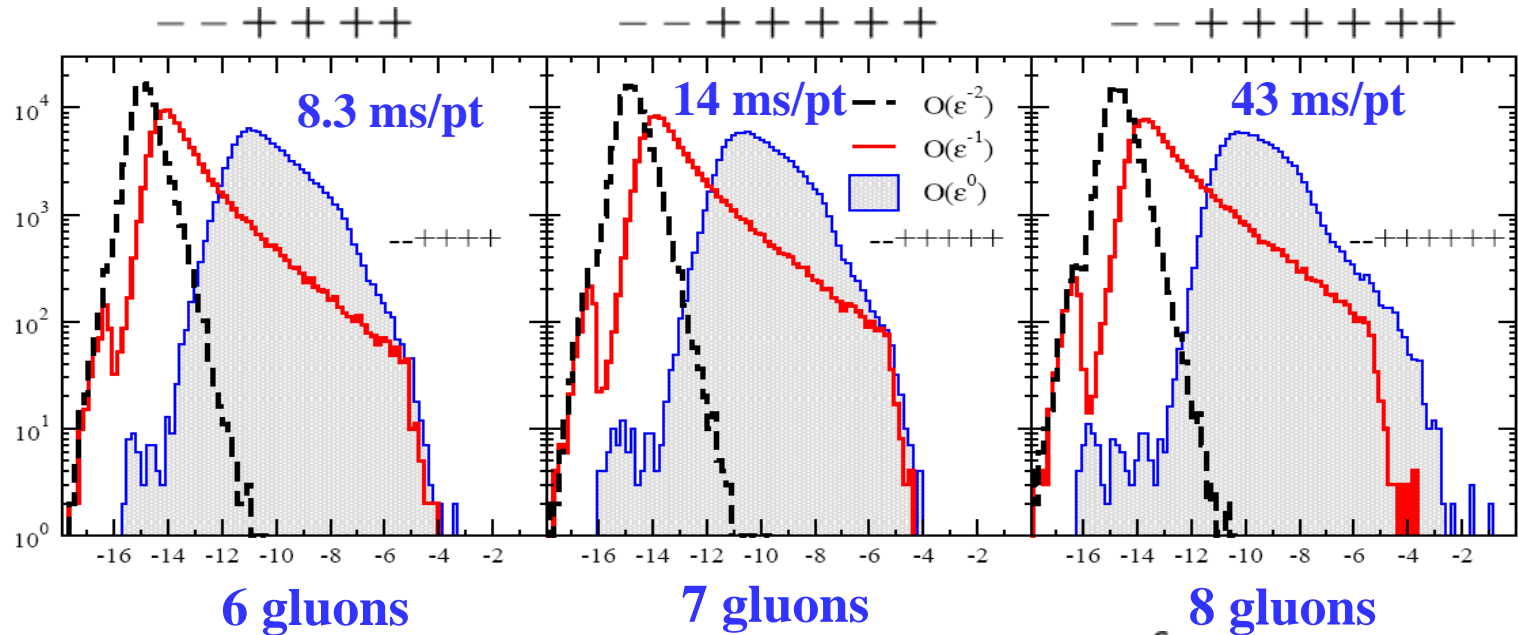 − − + + + +
− − + + + + +
− − + + + + + +
8.3 ms/pt
14 ms/pt
43 ms/pt
O(ε⁻²)
O(ε⁻¹)
O(ε⁰)
--++++
--+++++
--++++++
10⁴
10³
10²
10¹
10⁰
-16 -14 -12 -10 -8 -6 -4 -2
-16 -14 -12 -10 -8 -6 -4 -2
-16 -14 -12 -10 -8 -6 -4 -2
6 gluons
7 gluons
8 gluons